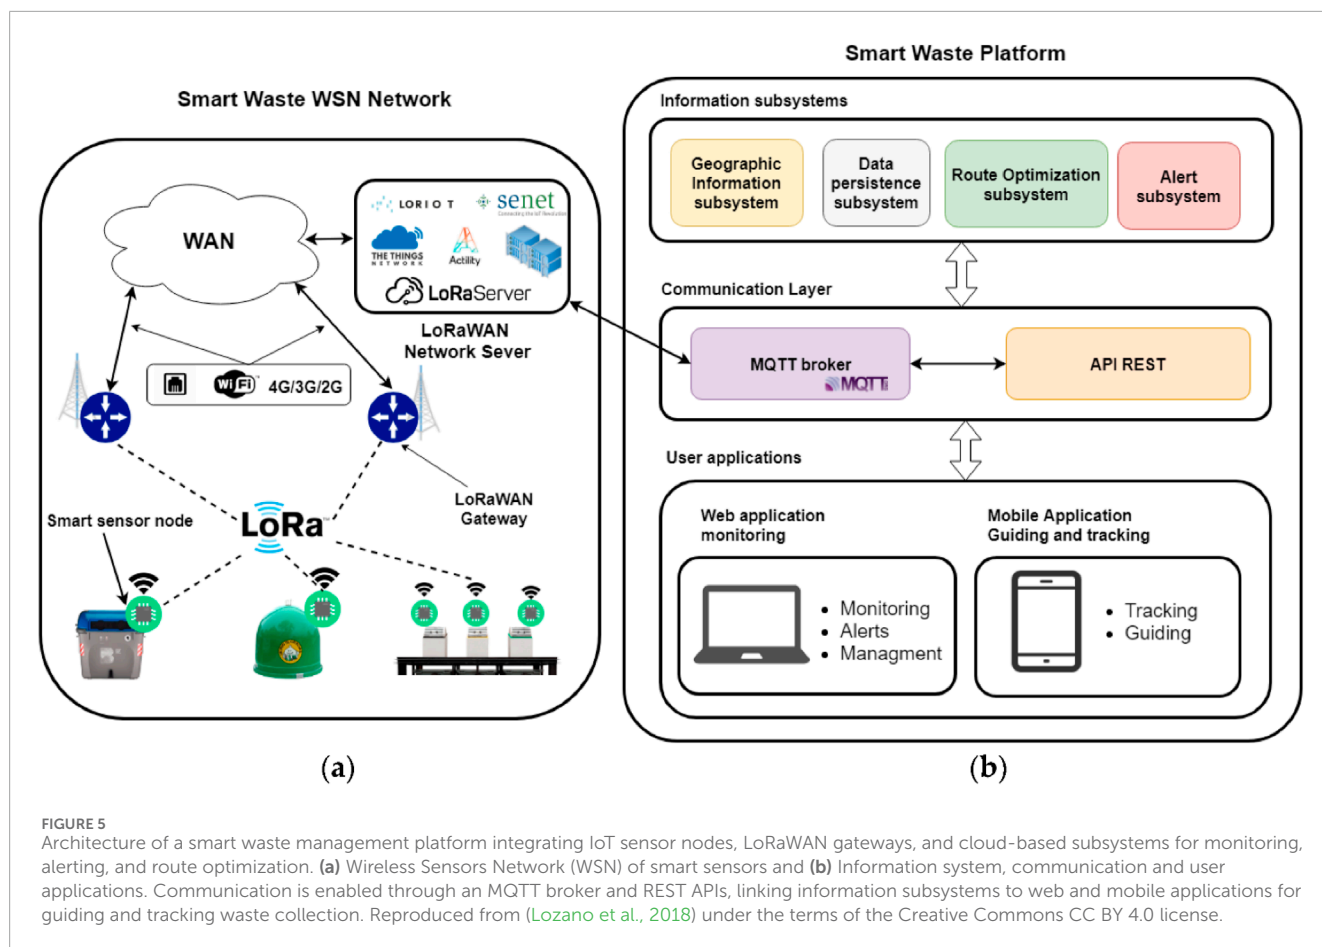 Smart Waste WSN Network
WAN
LORIOT
senet
Connecting the IoT Revolution
THE THINGS
NETWORK
Actility
LoRaServer
LoRaWAN
Network Sever
WiFi
4G/3G/2G
LoRaWAN
Gateway
Smart sensor node
LoRa
(a)
Smart Waste Platform
Information subsystems
Geographic
Information
subsystem
Data
persistence
subsystem
Route Optimization
subsystem
Alert
subsystem
Communication Layer
MQTT broker
MQTT
API REST
User applications
Web application
monitoring
• Monitoring
• Alerts
• Managment
Mobile Application
Guiding and tracking
• Tracking
• Guiding
(b)
FIGURE 5
Architecture of a smart waste management platform integrating IoT sensor nodes, LoRaWAN gateways, and cloud-based subsystems for monitoring,
alerting, and route optimization. (a) Wireless Sensors Network (WSN) of smart sensors and (b) Information system, communication and user
applications. Communication is enabled through an MQTT broker and REST APIs, linking information subsystems to web and mobile applications for
guiding and tracking waste collection. Reproduced from (Lozano et al., 2018) under the terms of the Creative Commons CC BY 4.0 license.